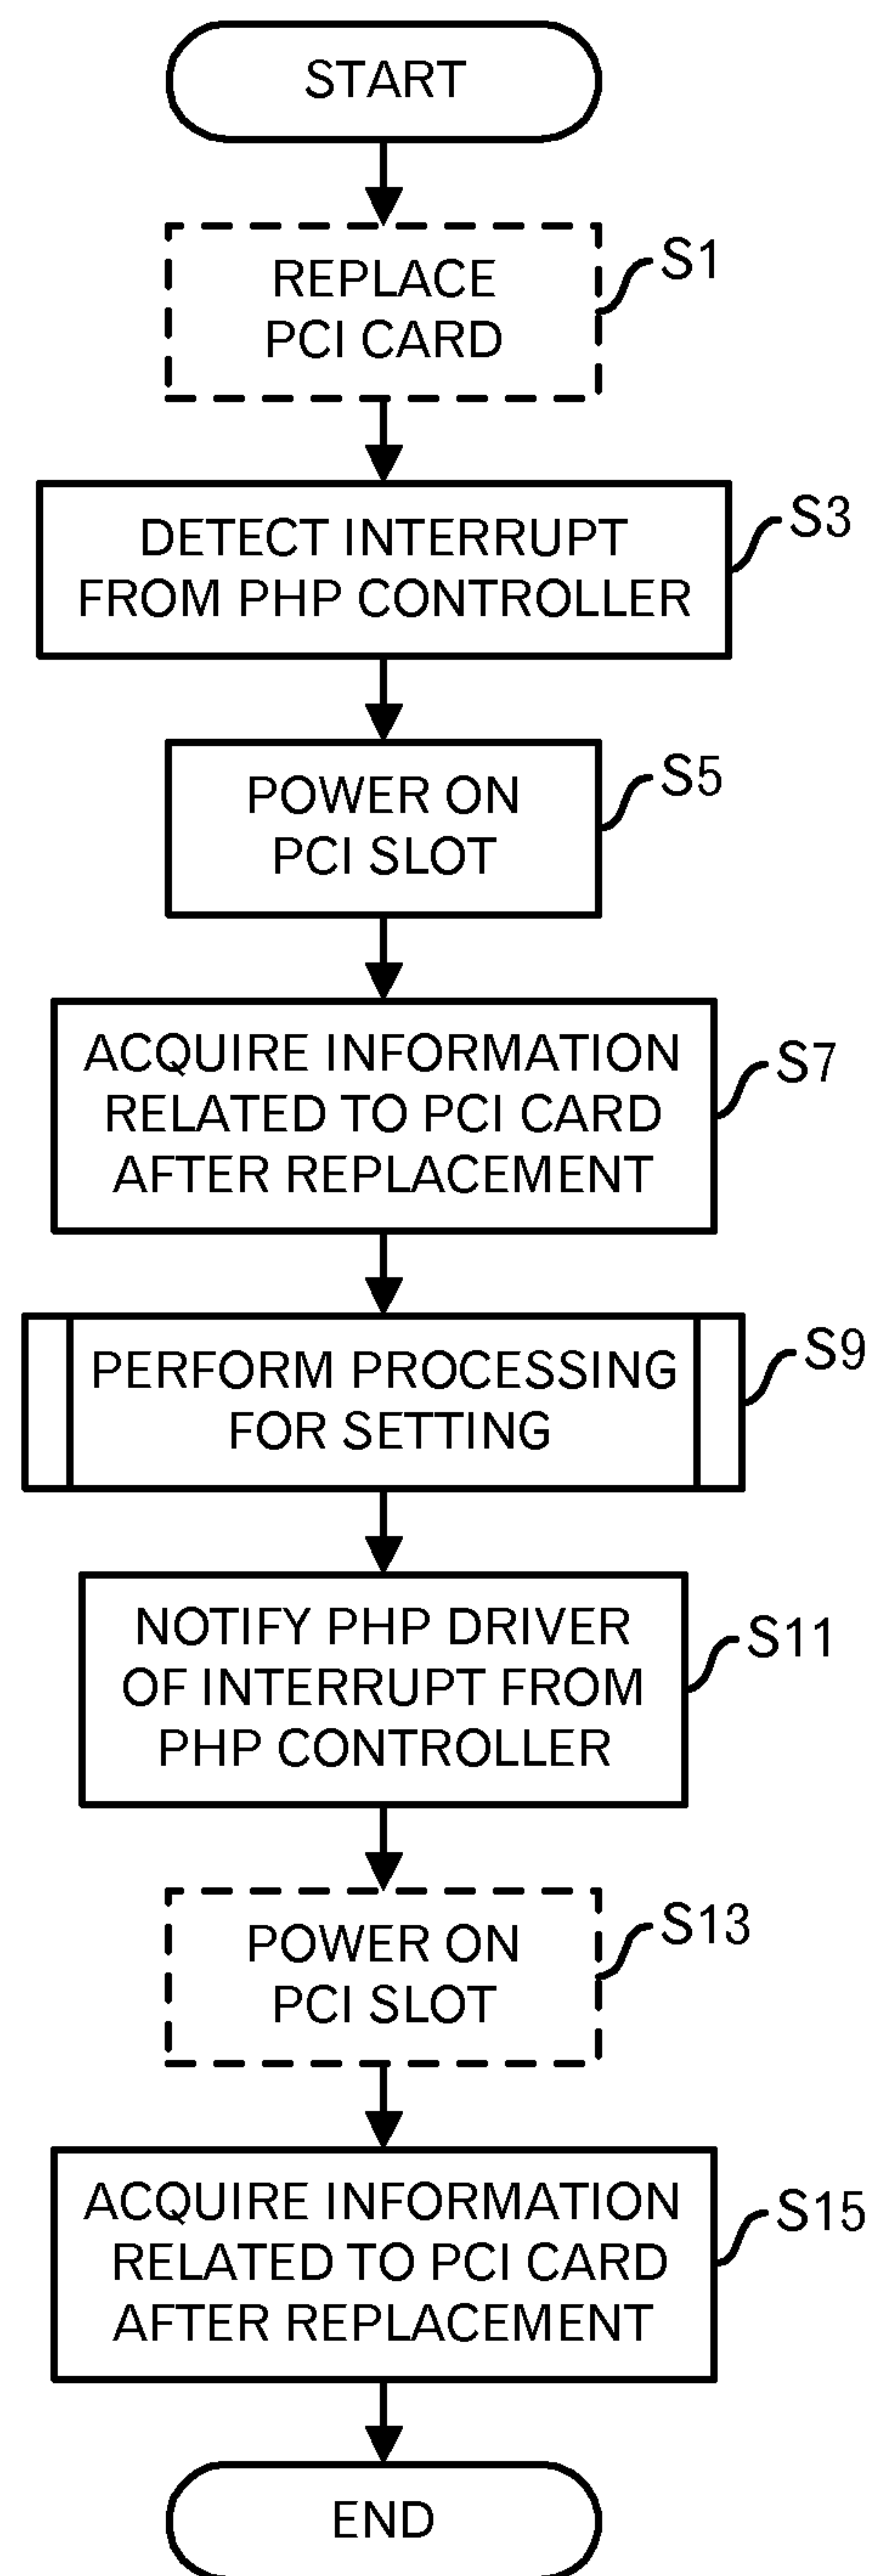 START
REPLACE
PCI CARD
S1
DETECT INTERRUPT
FROM PHP CONTROLLER
S3
POWER ON
PCI SLOT
S5
ACQUIRE INFORMATION
RELATED TO PCI CARD
AFTER REPLACEMENT
S7
PERFORM PROCESSING
FOR SETTING
S9
NOTIFY PHP DRIVER
OF INTERRUPT FROM
PHP CONTROLLER
S11
POWER ON
PCI SLOT
S13
ACQUIRE INFORMATION
RELATED TO PCI CARD
AFTER REPLACEMENT
S15
END